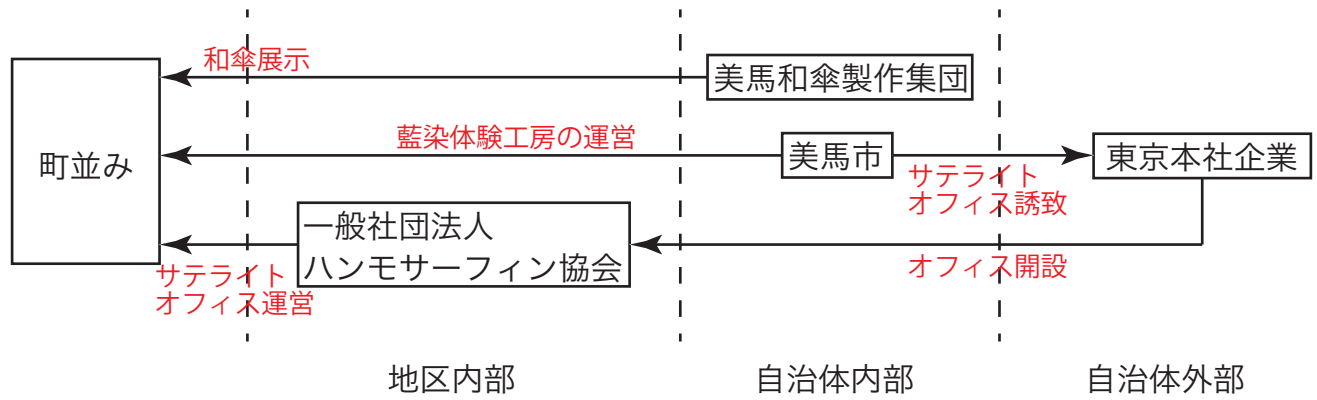 和傘展示
美馬和傘製作集団
町並み
藍染体験工房の運営
美馬市
東京本社企業
サテライト
オフィス誘致
一般社団法人
ハンモサーフィン協会
オフィス開設
サテライト
オフィス運営
地区内部
自治体内部
自治体外部